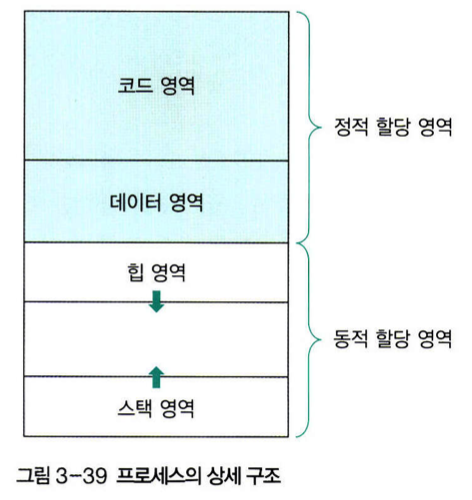 코드 영역
정적 할당 영역
데이터 영역
힙 영역
동적 할당 영역
스택 영역
그림 3-39 프로세스의 상세 구조